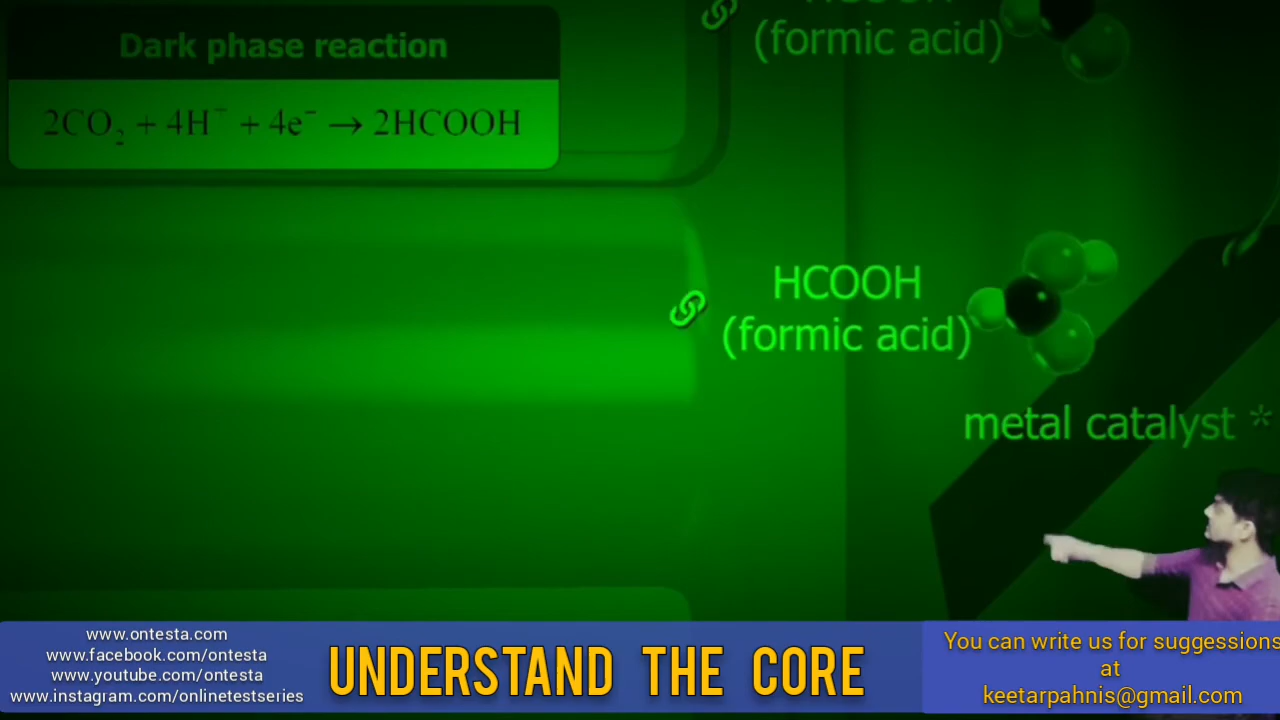 Dark phase reaction
2CO₂ + 4H⁺ + 4e⁻ → 2HCOOH
(formic acid)
HCOOH
(formic acid)
metal catalyst *
www.ontesta.com
www.facebook.com/ontesta
www.youtube.com/ontesta
www.instagram.com/onlinetestseries
UNDERSTAND THE CORE
You can write us for suggessions
at
keetarpahnis@gmail.com